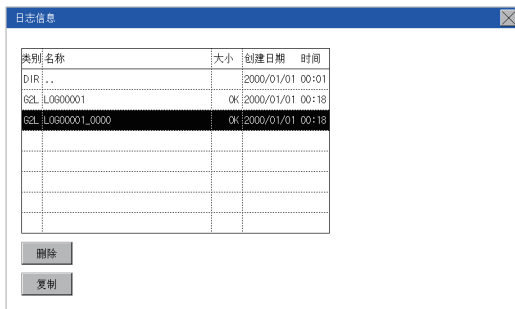 日志信息
类别 名称 大小 创建日期 时间
DIR .. 2000/01/01 00:01
G2L LOG00001 0K 2000/01/01 00:18
G2L LOG00001_0000 0K 2000/01/01 00:18
删除
复制